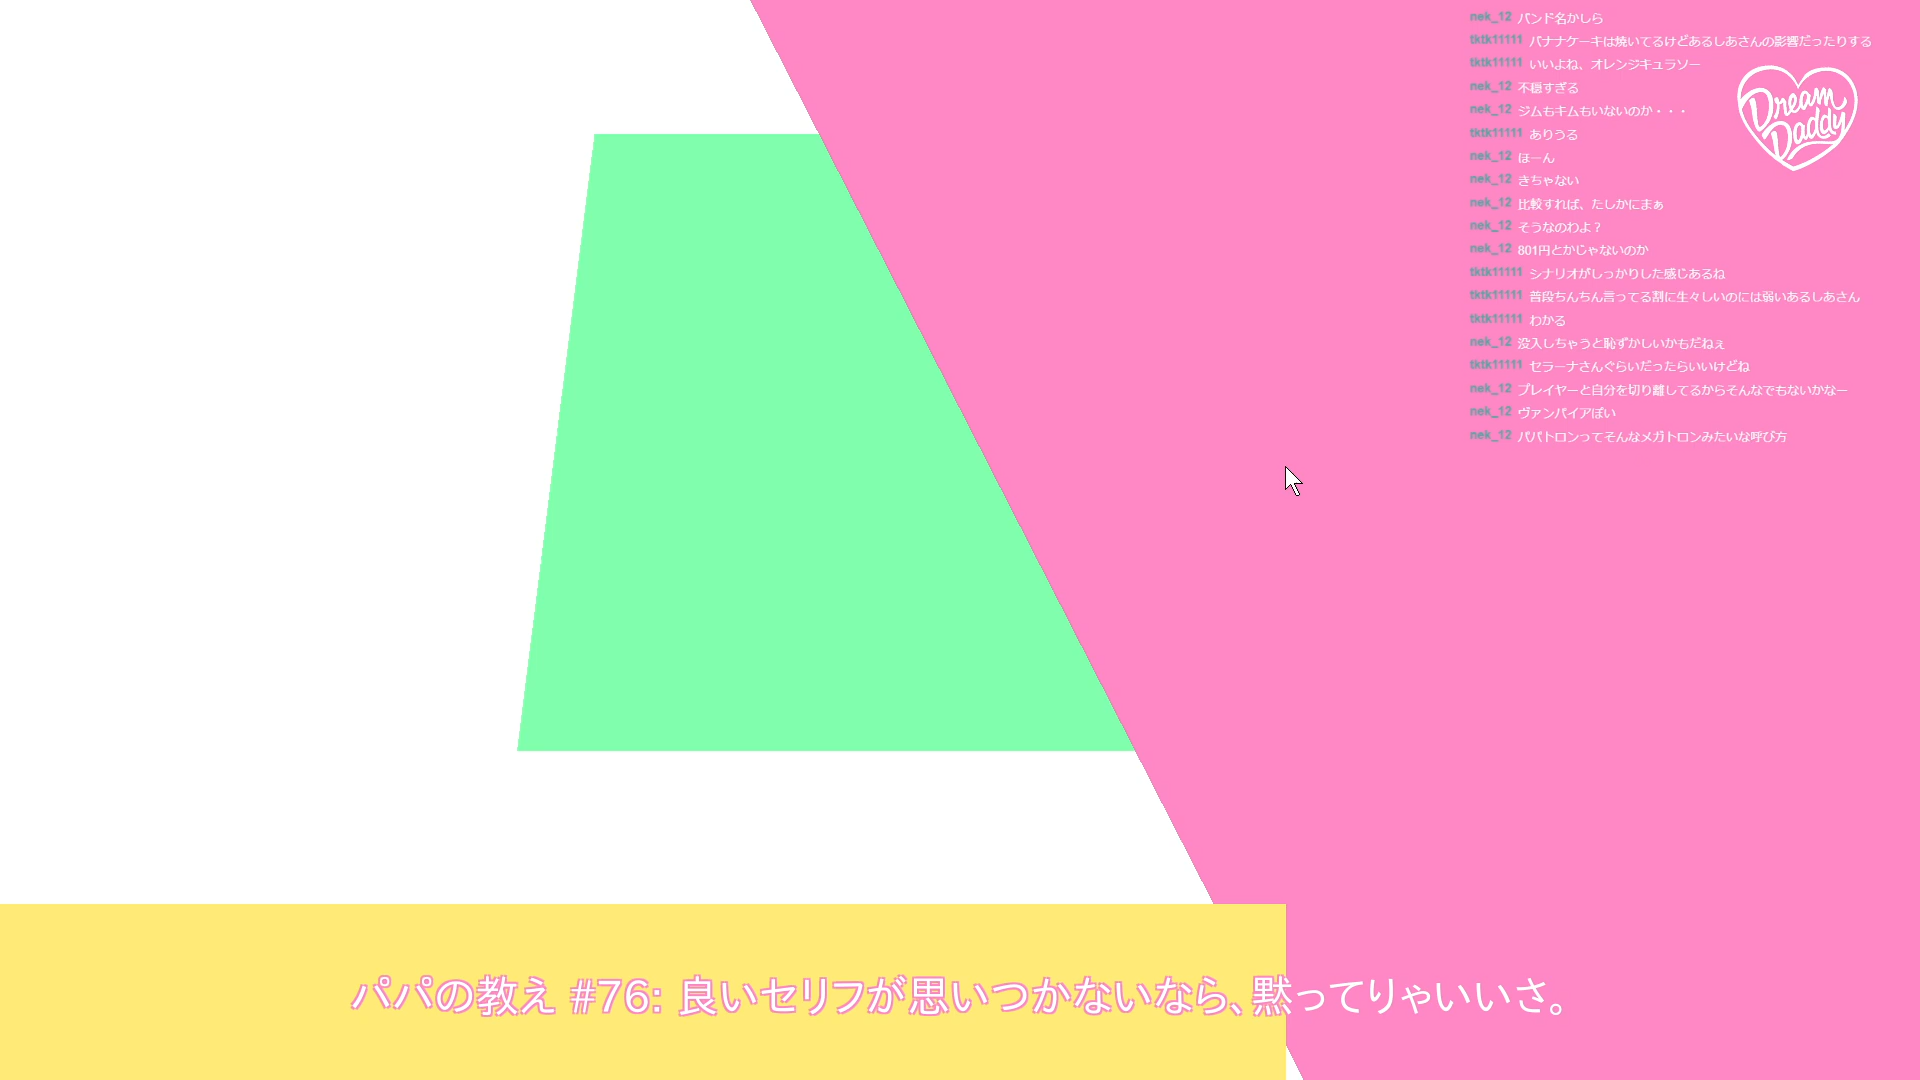 nek_12 バンド名かしら
tktk11111 バナナケーキは焼いてるけどあるしあさんの影響だったりする
tktk11111 いいよね、オレンジキュラソー
nek_12 不穏すぎる
nek_12 ジムもキムもいないのか・・・
tktk11111 ありうる
nek_12 ほーん
nek_12 きちゃない
nek_12 比較すれば、たしかにまぁ
nek_12 そうなのわよ？
nek_12 801円とかじゃないのか
tktk11111 シナリオがしっかりした感じあるね
tktk11111 普段ちんちん言ってる割に生々しいのには弱いあるしあさん
tktk11111 わかる
nek_12 没入しちゃうと恥ずかしいかもだねぇ
tktk11111 セラーナさんぐらいだったらいいけどね
nek_12 プレイヤーと自分を切り離してるからそんなでもないかなー
nek_12 ヴァンパイアぽい
nek_12 パパトロンってそんなメガトロンみたいな呼び方
Dream
Daddy
パパの教え #76: 良いセリフが思いつかないなら、黙ってりゃいいさ。